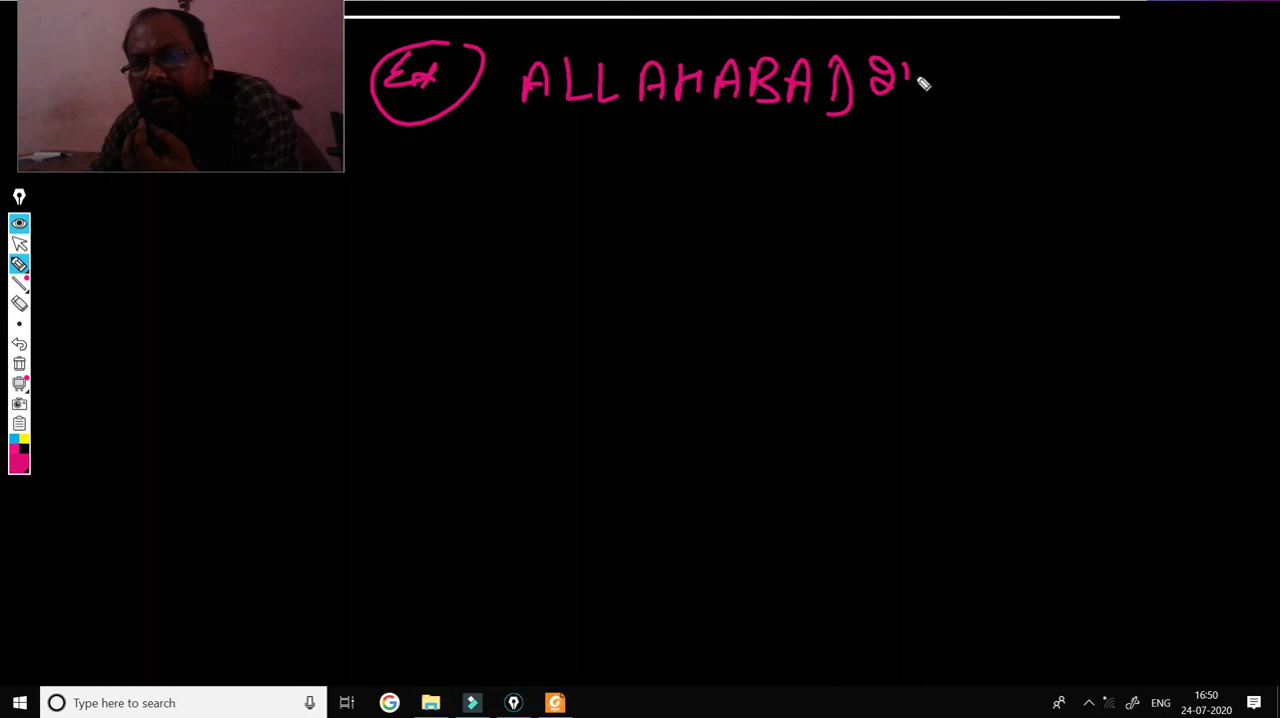 Ex ALLAHABAD
Type here to search
ENG
16:50
24-07-2020